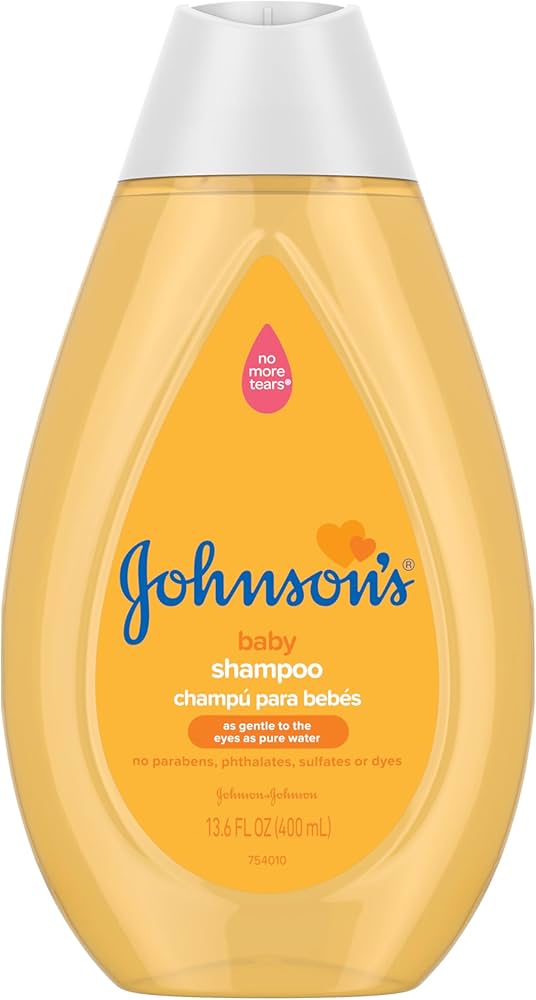 no
more
tears®
Johnson's®
baby
shampoo
champú para bebés
as gentle to the
eyes as pure water
no parabens, phthalates, sulfates or dyes
Johnson & Johnson
13.6 FL OZ (400 mL)
754010